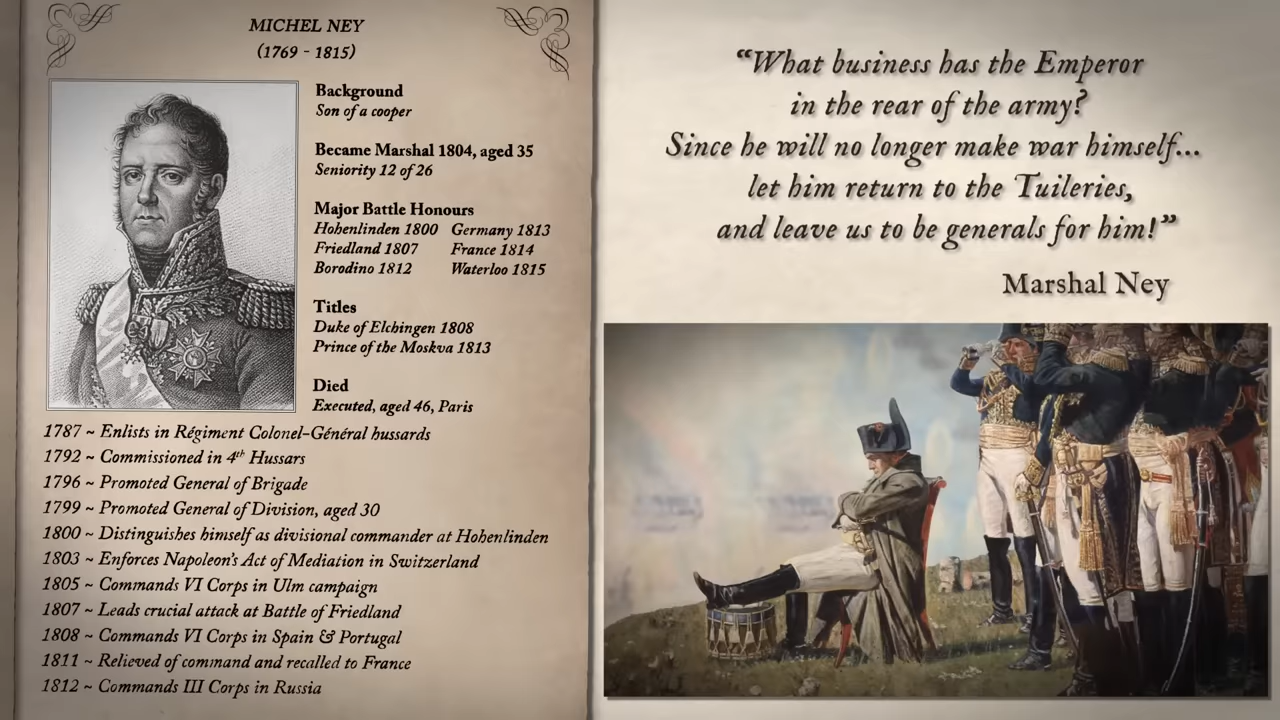 MICHEL NEY
(1769 - 1815)
Background
Son of a cooper
Became Marshal 1804, aged 35
Seniority 12 of 26
Major Battle Honours
Hohenlinden 1800 Germany 1813
Friedland 1807 France 1814
Borodino 1812 Waterloo 1815
Titles
Duke of Elchingen 1808
Prince of the Moskva 1813
Died
Executed, aged 46, Paris
1787 ~ Enlists in Régiment Colonel-Général hussards
1792 ~ Commissioned in 4th Hussars
1796 ~ Promoted General of Brigade
1799 ~ Promoted General of Division, aged 30
1800 ~ Distinguishes himself as divisional commander at Hohenlinden
1803 ~ Enforces Napoleon's Act of Mediation in Switzerland
1805 ~ Commands VI Corps in Ulm campaign
1807 ~ Leads crucial attack at Battle of Friedland
1808 ~ Commands VI Corps in Spain & Portugal
1811 ~ Relieved of command and recalled to France
1812 ~ Commands III Corps in Russia
“What business has the Emperor
in the rear of the army?
Since he will no longer make war himself...
let him return to the Tuileries,
and leave us to be generals for him!”
Marshal Ney